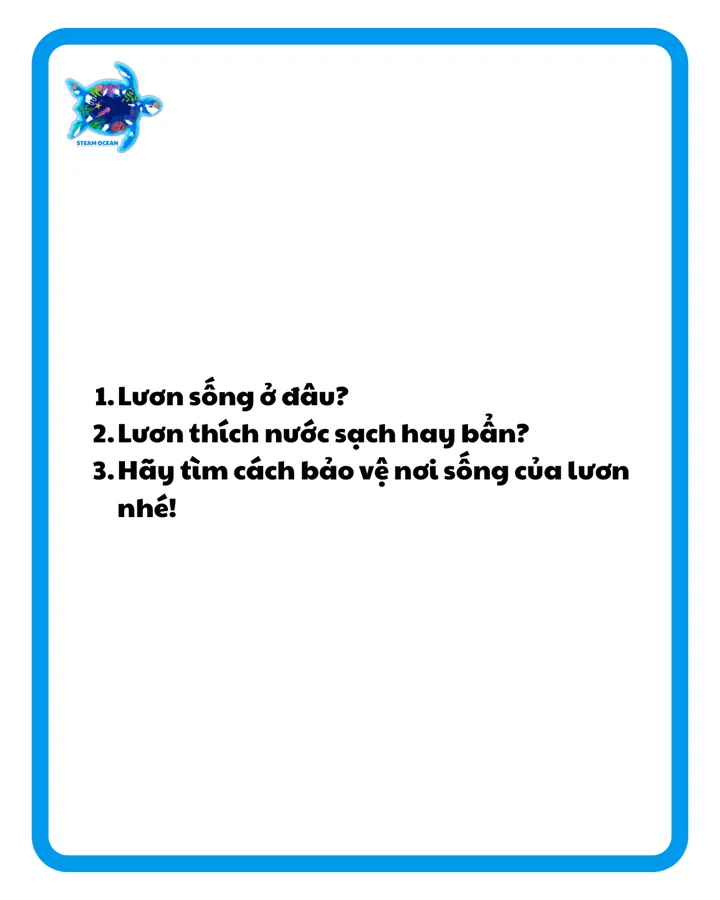 STEAM OCEAN
1. Lươn sống ở đâu?
2. Lươn thích nước sạch hay bẩn?
3. Hãy tìm cách bảo vệ nơi sống của lươn
nhé!